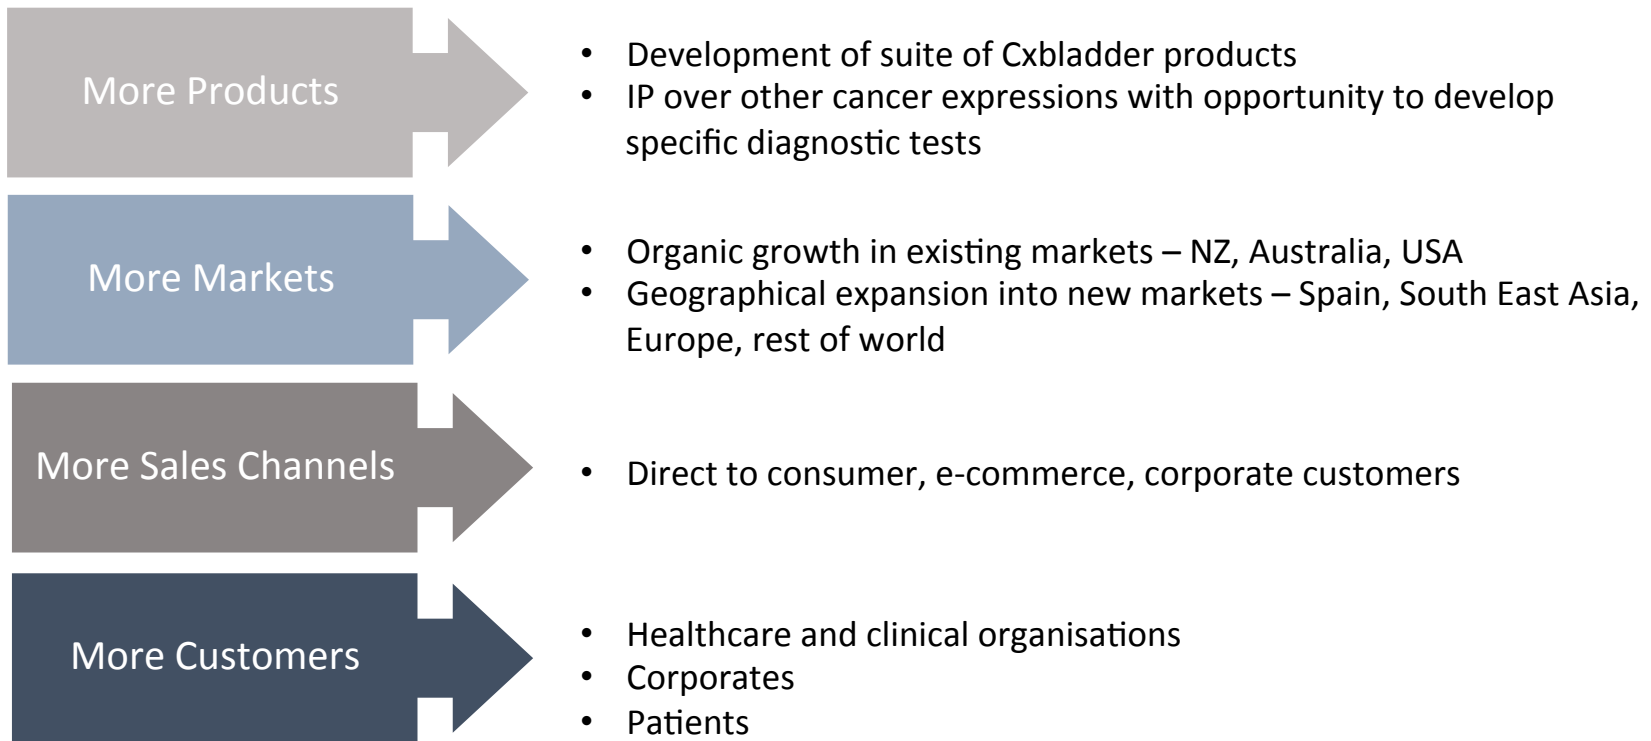 More Products
• Development of suite of Cxbladder products
• IP over other cancer expressions with opportunity to develop
specific diagnostic tests
More Markets
• Organic growth in existing markets – NZ, Australia, USA
• Geographical expansion into new markets – Spain, South East Asia,
Europe, rest of world
More Sales Channels
• Direct to consumer, e-commerce, corporate customers
More Customers
• Healthcare and clinical organisations
• Corporates
• Patients